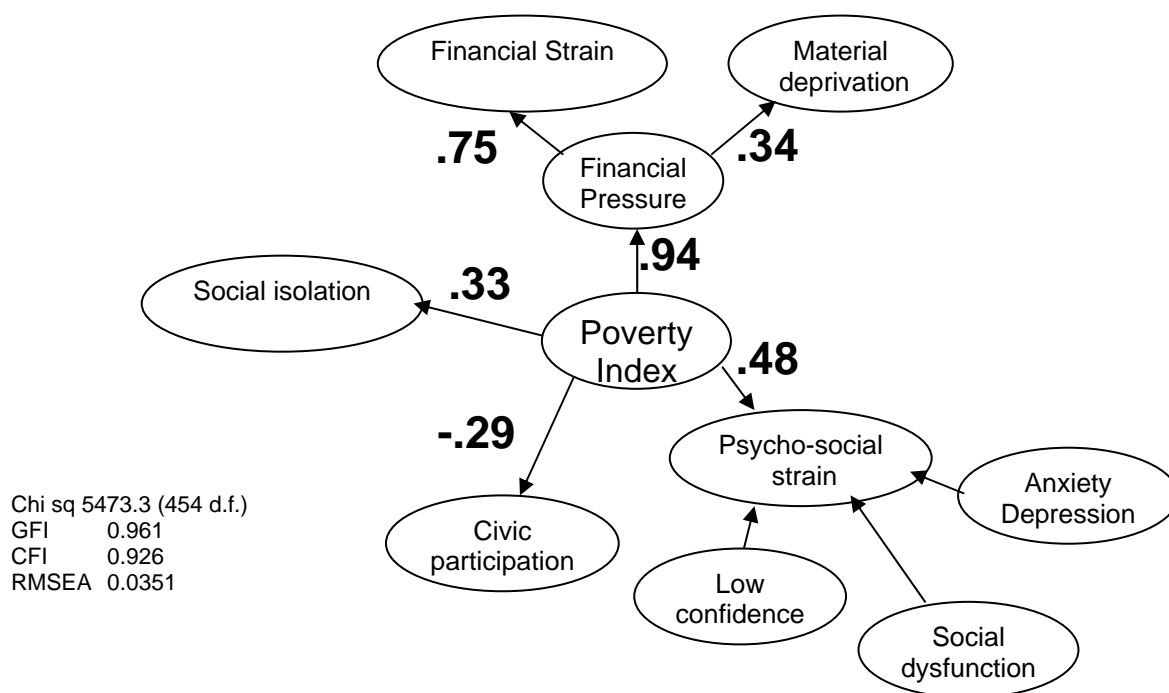 Financial Strain
Material
deprivation
.75
.34
Financial
Pressure
.94
Social isolation
.33
Poverty
Index
.48
-.29
Psycho-social
strain
Anxiety
Depression
Chi sq 5473.3 (454 d.f.)
GFI 0.961
CFI 0.926
RMSEA 0.0351
Civic
participation
Low
confidence
Social
dysfunction